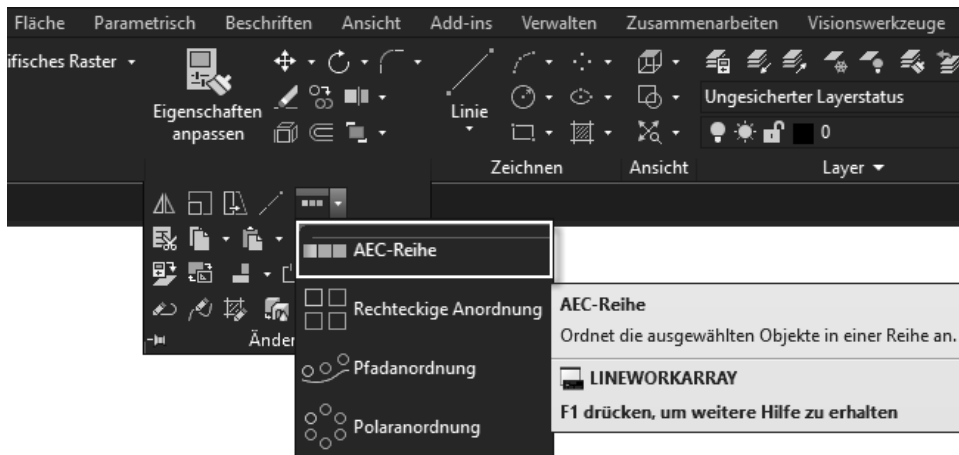 Fläche Parametrisch Beschriften Ansicht Add-ins Verwalten Zusammenarbeiten Visionswerkzeuge
ifisches Raster
Eigenschaften
anpassen
Linie
Ungesicherter Layerstatus
0
Zeichnen Ansicht Layer
AEC-Reihe
Rechteckige Anordnung
Pfadanordnung
Polaranordnung
Änder
AEC-Reihe
Ordnet die ausgewählten Objekte in einer Reihe an.
LINEWORKARRAY
F1 drücken, um weitere Hilfe zu erhalten